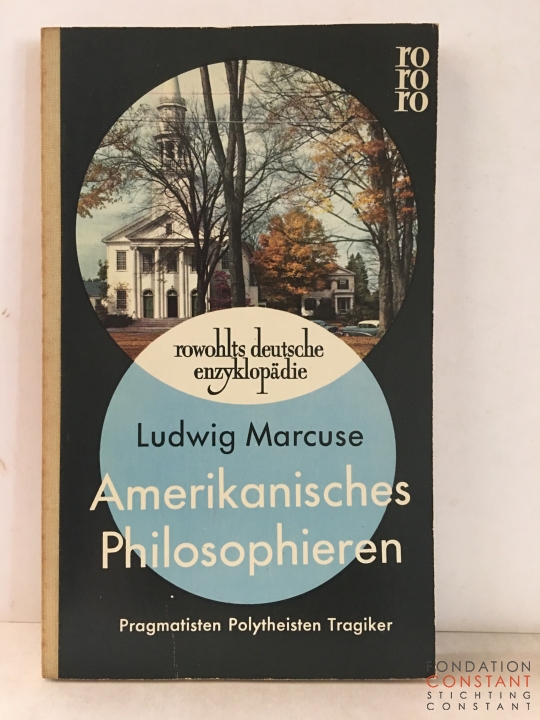 ro
ro
ro
rowohlts deutsche
enzyklopädie
Ludwig Marcuse
Amerikanisches
Philosophieren
Pragmatisten Polytheisten Tragiker
FONDATION
CONSTANT
STICHTING
CONSTANT